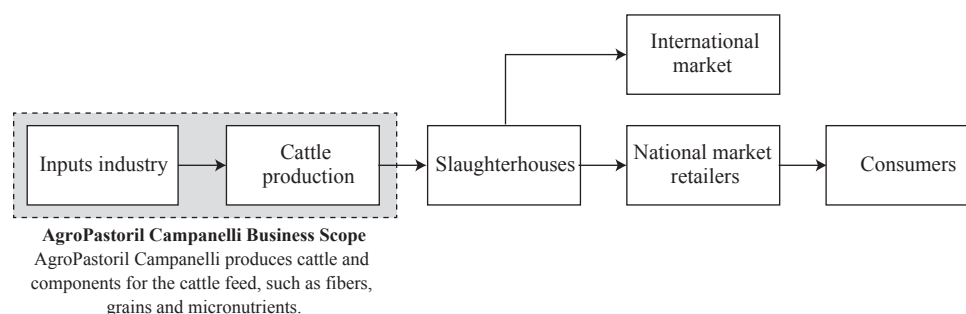 International
market
Inputs industry
Cattle
production
Slaughterhouses
National market
retailers
Consumers
AgroPastoril Campanelli Business Scope
AgroPastoril Campanelli produces cattle and
components for the cattle feed, such as fibers,
grains and micronutrients.